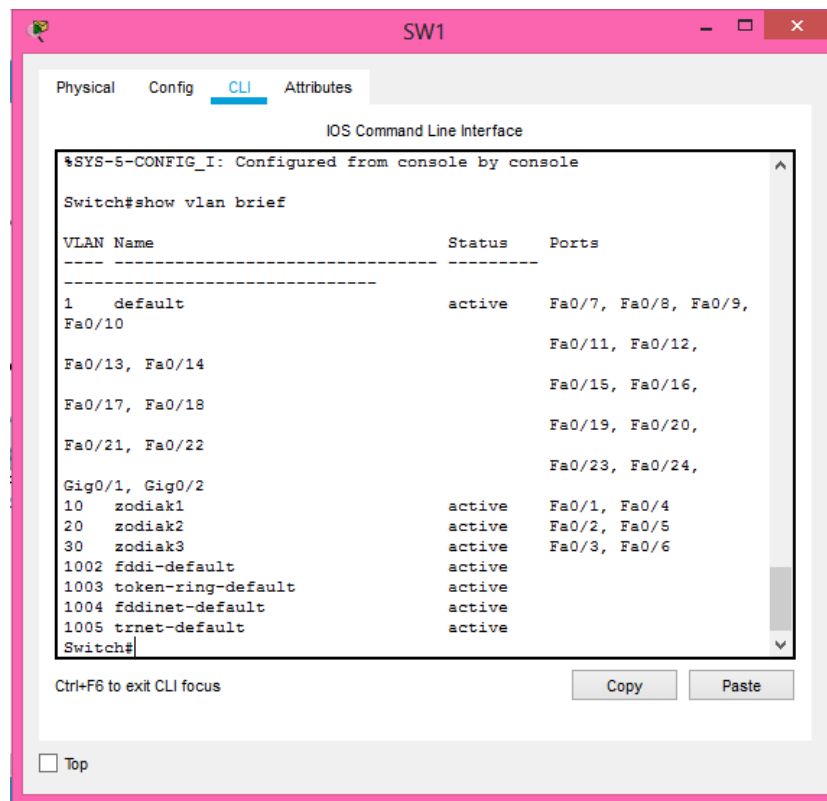 SW1
Physical Config CLI Attributes
IOS Command Line Interface
%SYS-5-CONFIG_I: Configured from console by console
Switch#show vlan brief
VLAN Name                             Status    Ports
---- -------------------------------- ---------
-------------------------------
1    default                          active    Fa0/7, Fa0/8, Fa0/9,
Fa0/10
                                                Fa0/11, Fa0/12,
Fa0/13, Fa0/14
                                                Fa0/15, Fa0/16,
Fa0/17, Fa0/18
                                                Fa0/19, Fa0/20,
Fa0/21, Fa0/22
                                                Fa0/23, Fa0/24,
Gig0/1, Gig0/2
10   zodiak1                          active    Fa0/1, Fa0/4
20   zodiak2                          active    Fa0/2, Fa0/5
30   zodiak3                          active    Fa0/3, Fa0/6
1002 fddi-default                     active
1003 token-ring-default               active
1004 fddinet-default                  active
1005 trnet-default                    active
Switch#
Ctrl+F6 to exit CLI focus
Copy Paste
Top